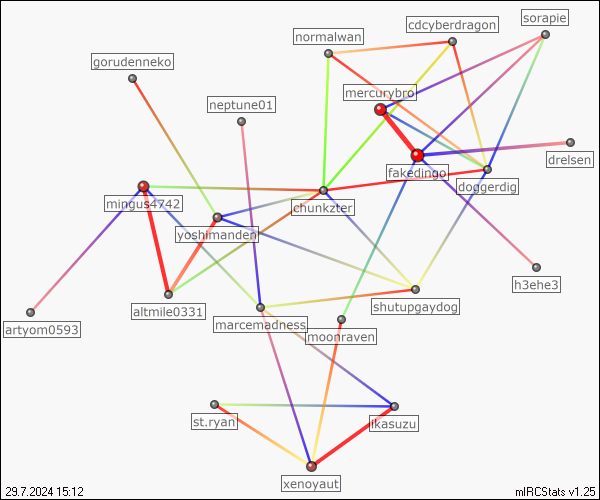 sorapie
cdcyberdragon
normalwan
gorudenneko
mercurybro
neptune01
drelsen
fakedingo
doggerdig
mingus4742
chunkzter
yoshimanden
h3ehe3
altmile0331
shutupgaydog
artyom0593
marcemadness
moonraven
st.ryan
ikasuzu
xenoyaut
29.7.2024 15:12
mIRCStats v1.25